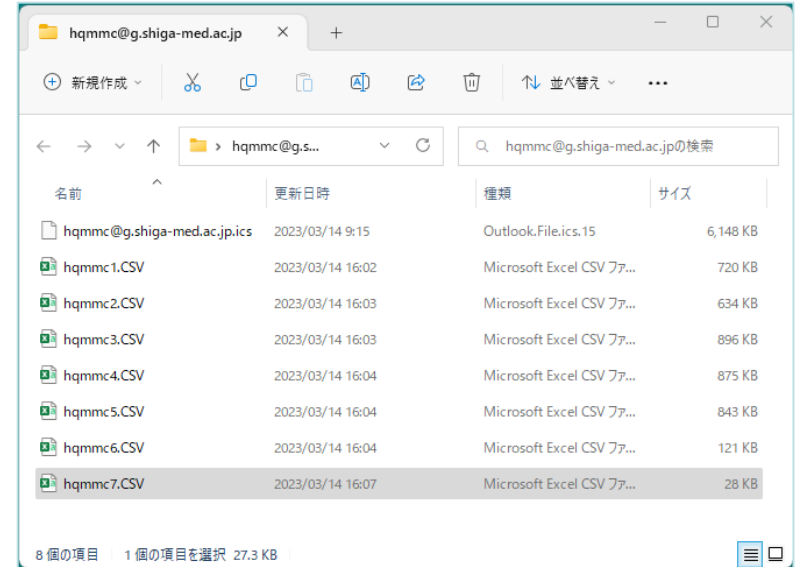 hqmmc@g.shiga-med.ac.jp
新規作成 並べ替え
hqmmc@g.s... hqmmc@g.shiga-med.ac.jpの検索
名前 更新日時 種類 サイズ
hqmmc@g.shiga-med.ac.jp.ics 2023/03/14 9:15 Outlook.File.ics.15 6,148 KB
hqmmc1.CSV 2023/03/14 16:02 Microsoft Excel CSV ファ... 720 KB
hqmmc2.CSV 2023/03/14 16:03 Microsoft Excel CSV ファ... 634 KB
hqmmc3.CSV 2023/03/14 16:03 Microsoft Excel CSV ファ... 896 KB
hqmmc4.CSV 2023/03/14 16:04 Microsoft Excel CSV ファ... 875 KB
hqmmc5.CSV 2023/03/14 16:04 Microsoft Excel CSV ファ... 843 KB
hqmmc6.CSV 2023/03/14 16:04 Microsoft Excel CSV ファ... 121 KB
hqmmc7.CSV 2023/03/14 16:07 Microsoft Excel CSV ファ... 28 KB
8 個の項目 1 個の項目を選択 27.3 KB